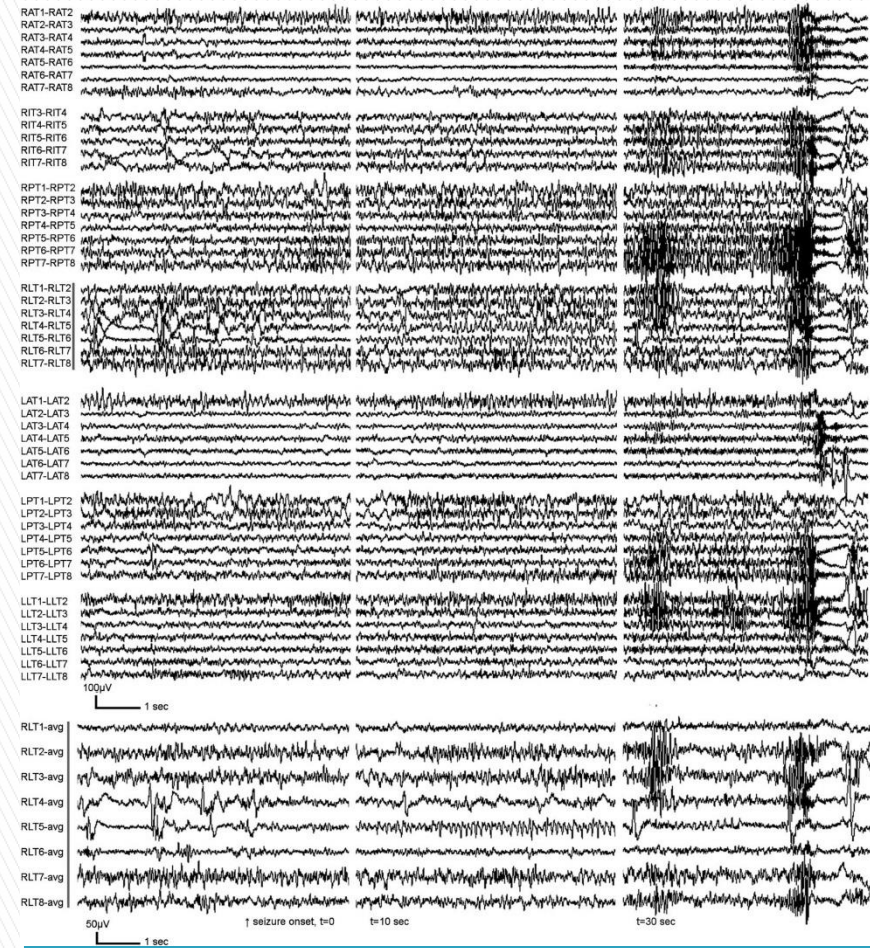 RAT1-RAT2
RAT2-RAT3
RAT3-RAT4
RAT4-RAT5
RAT5-RAT6
RAT6-RAT7
RAT7-RAT8
RIT3-RIT4
RIT4-RIT5
RIT5-RIT6
RIT6-RIT7
RIT7-RIT8
RPT1-RPT2
RPT2-RPT3
RPT3-RPT4
RPT4-RPT5
RPT5-RPT6
RPT6-RPT7
RPT7-RPT8
RLT1-RLT2
RLT2-RLT3
RLT3-RLT4
RLT4-RLT5
RLT5-RLT6
RLT6-RLT7
RLT7-RLT8
LAT1-LAT2
LAT2-LAT3
LAT3-LAT4
LAT4-LAT5
LAT5-LAT6
LAT6-LAT7
LAT7-LAT8
LPT1-LPT2
LPT2-LPT3
LPT3-LPT4
LPT4-LPT5
LPT5-LPT6
LPT6-LPT7
LPT7-LPT8
LLT1-LLT2
LLT2-LLT3
LLT3-LLT4
LLT4-LLT5
LLT5-LLT6
LLT6-LLT7
LLT7-LLT8
100µV
1 sec
RLT1-avg
RLT2-avg
RLT3-avg
RLT4-avg
RLT5-avg
RLT6-avg
RLT7-avg
RLT8-avg
50µV ↑ seizure onset, t=0 t=10 sec t=30 sec
1 sec